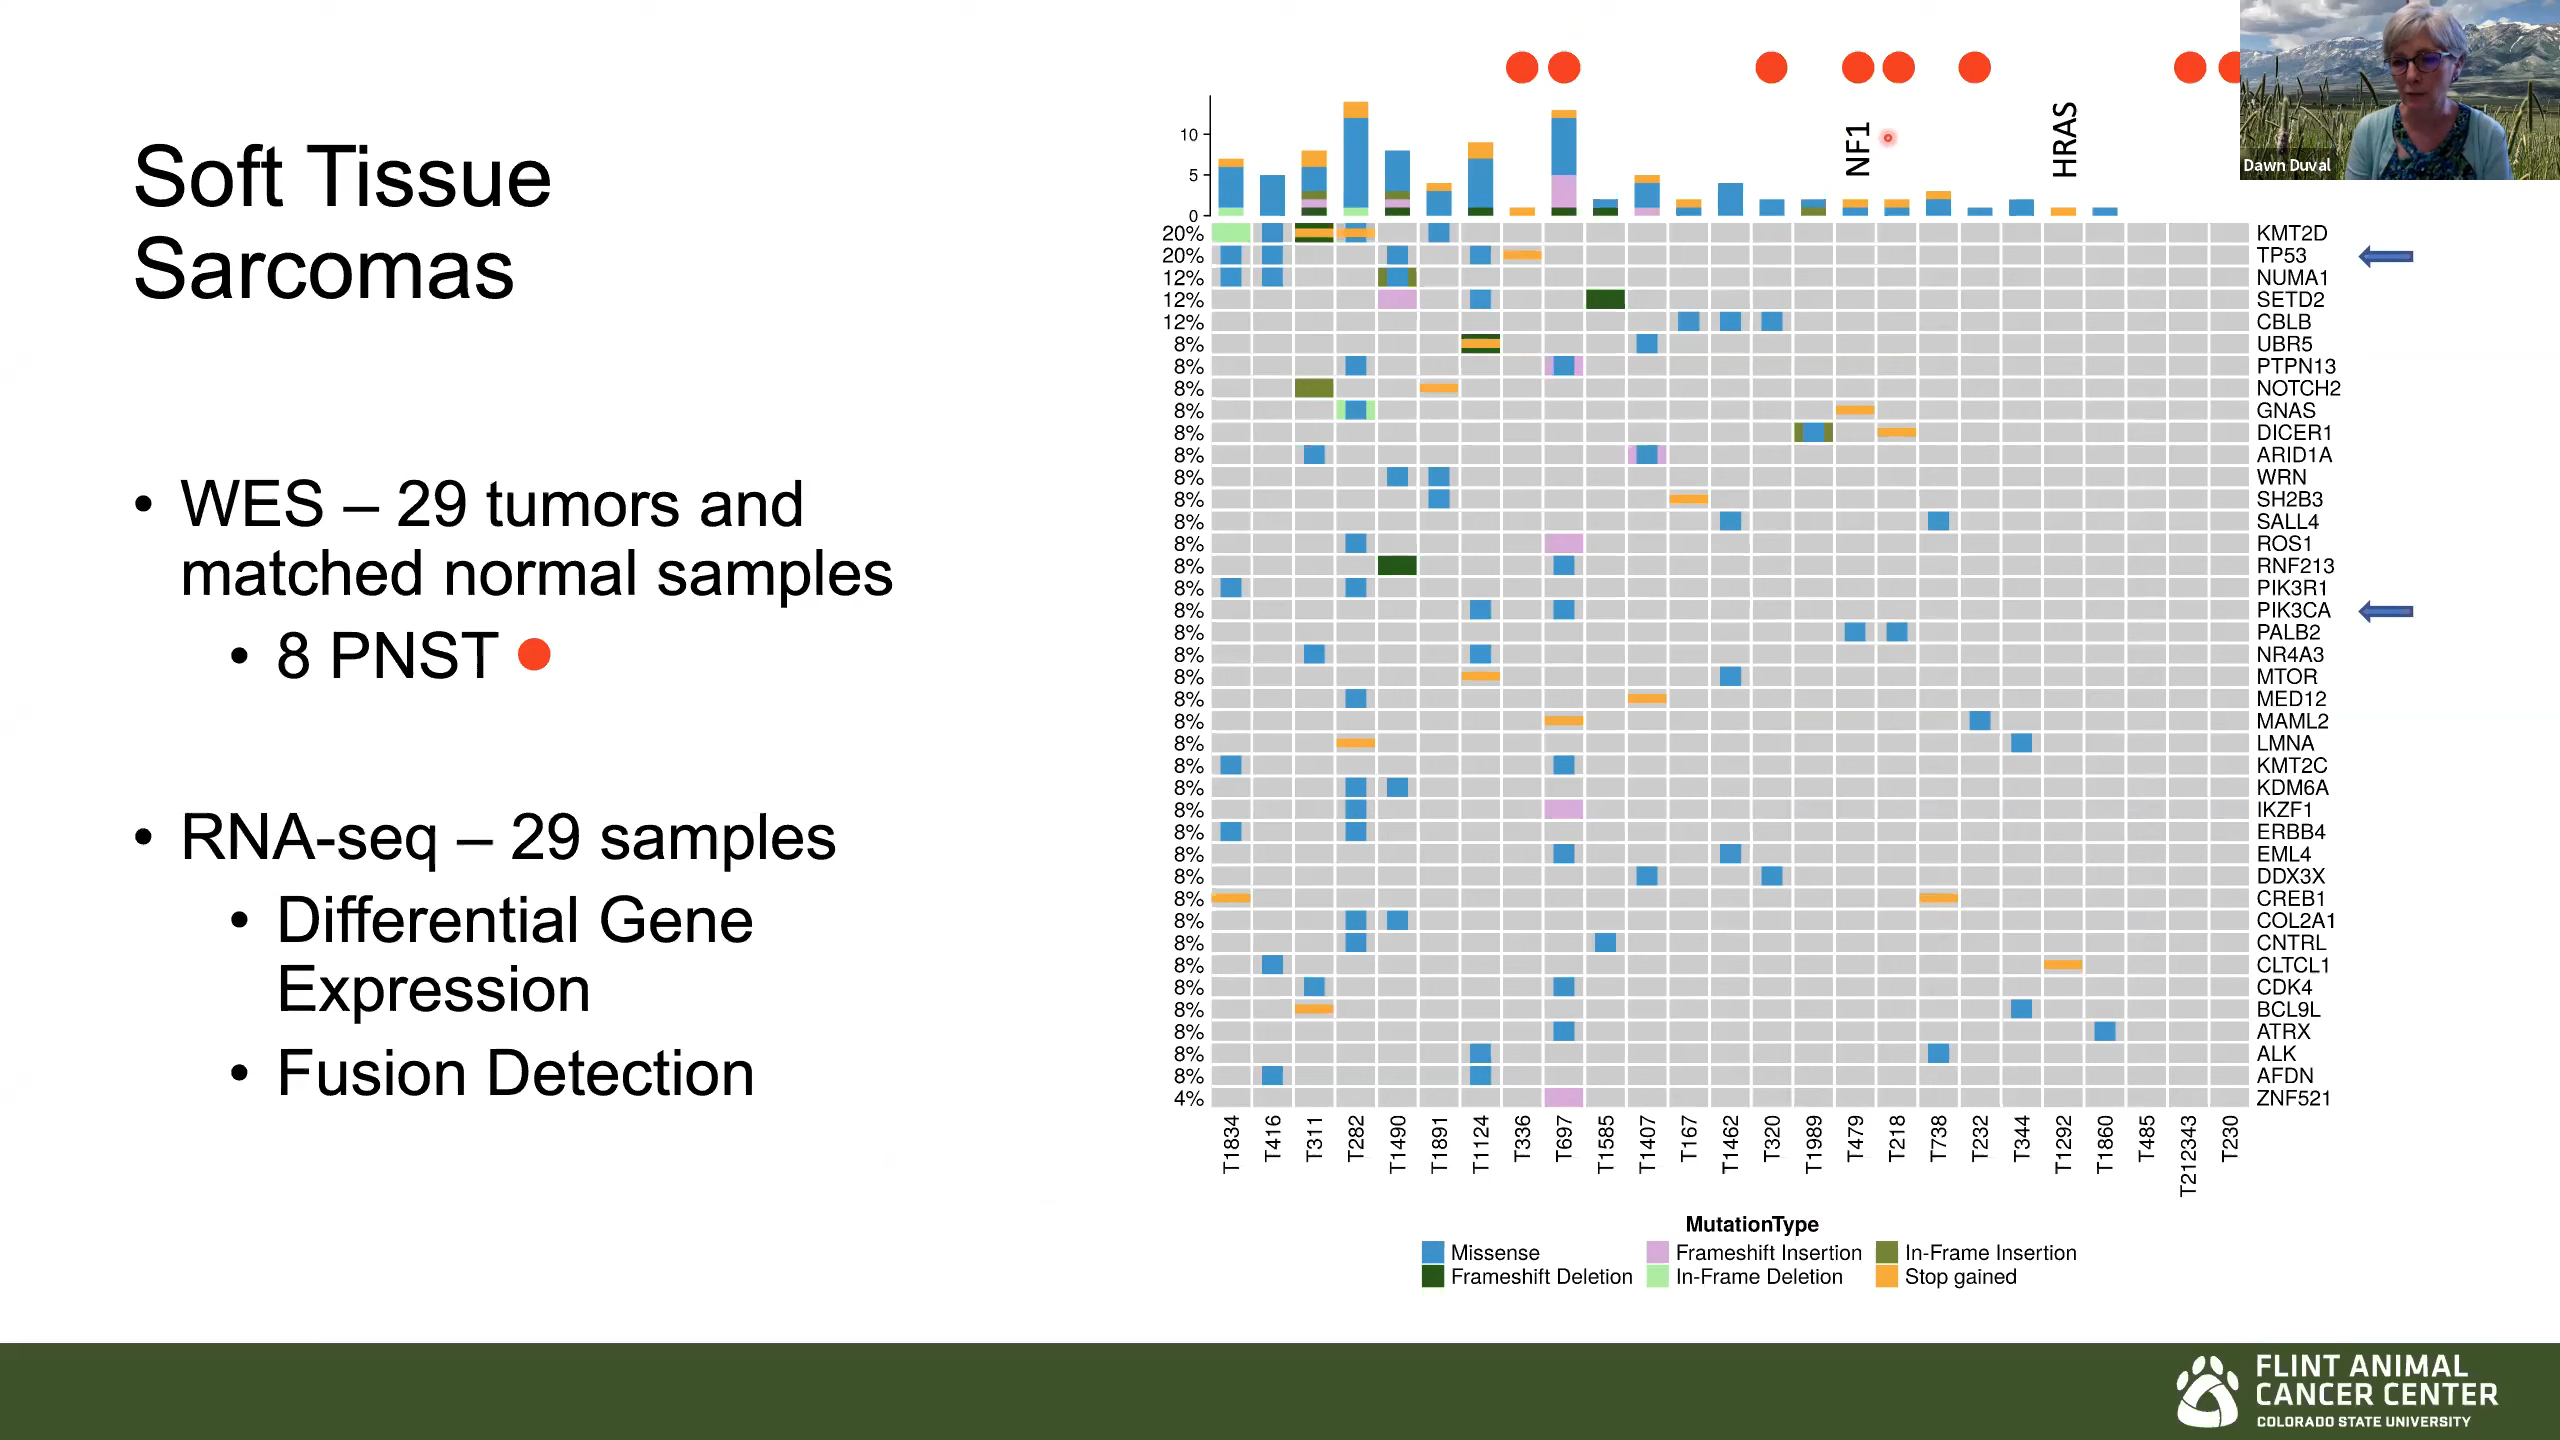 Soft Tissue
Sarcomas
• WES – 29 tumors and
matched normal samples
• 8 PNST
• RNA-seq – 29 samples
• Differential Gene
Expression
• Fusion Detection
Dawn Duval
10
5
0
NF1
HRAS
20% KMT2D
20% TP53
12% NUMA1
12% SETD2
12% CBLB
8% UBR5
8% PTPN13
8% NOTCH2
8% GNAS
8% DICER1
8% ARID1A
8% WRN
8% SH2B3
8% SALL4
8% ROS1
8% RNF213
8% PIK3R1
8% PIK3CA
8% PALB2
8% NR4A3
8% MTOR
8% MED12
8% MAML2
8% LMNA
8% KMT2C
8% KDM6A
8% IKZF1
8% ERBB4
8% EML4
8% DDX3X
8% CREB1
8% COL2A1
8% CNTRL
8% CLTCL1
8% CDK4
8% BCL9L
8% ATRX
8% ALK
8% AFDN
4% ZNF521
T1834 T416 T311 T282 T1490 T1891 T1124 T336 T697 T1585 T1407 T167 T1462 T320 T1989 T479 T218 T738 T232 T344 T1292 T1860 T485 T212343 T230
MutationType
Missense Frameshift Insertion In-Frame Insertion
Frameshift Deletion In-Frame Deletion Stop gained
FLINT ANIMAL
CANCER CENTER
COLORADO STATE UNIVERSITY